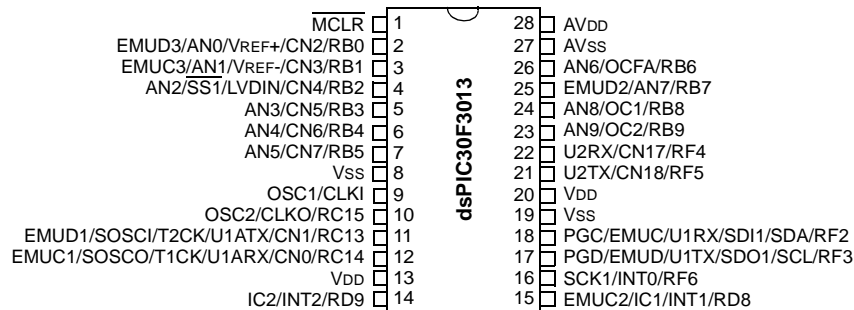 MCLR 1 28 AVDD
EMUD3/AN0/VREF+/CN2/RB0 2 27 AVSS
EMUC3/AN1/VREF-/CN3/RB1 3 26 AN6/OCFA/RB6
AN2/SS1/LVDIN/CN4/RB2 4 25 EMUD2/AN7/RB7
AN3/CN5/RB3 5 24 AN8/OC1/RB8
AN4/CN6/RB4 6 23 AN9/OC2/RB9
AN5/CN7/RB5 7 22 U2RX/CN17/RF4
VSS 8 21 U2TX/CN18/RF5
OSC1/CLKI 9 20 VDD
OSC2/CLKO/RC15 10 19 VSS
EMUD1/SOSCI/T2CK/U1ATX/CN1/RC13 11 18 PGC/EMUC/U1RX/SDI1/SDA/RF2
EMUC1/SOSCO/T1CK/U1ARX/CN0/RC14 12 17 PGD/EMUD/U1TX/SDO1/SCL/RF3
VDD 13 16 SCK1/INT0/RF6
IC2/INT2/RD9 14 15 EMUC2/IC1/INT1/RD8
dsPIC30F3013